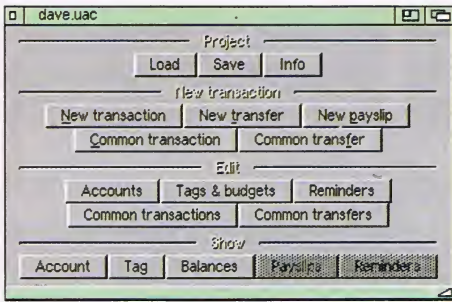 dave.uac
Project
Load Save Info
New transaction
New transaction New transfer New payslip
Common transaction Common transfer
Edit
Accounts Tags & budgets Reminders
Common transactions Common transfers
Show
Account Tag Balances Payslips Reminders